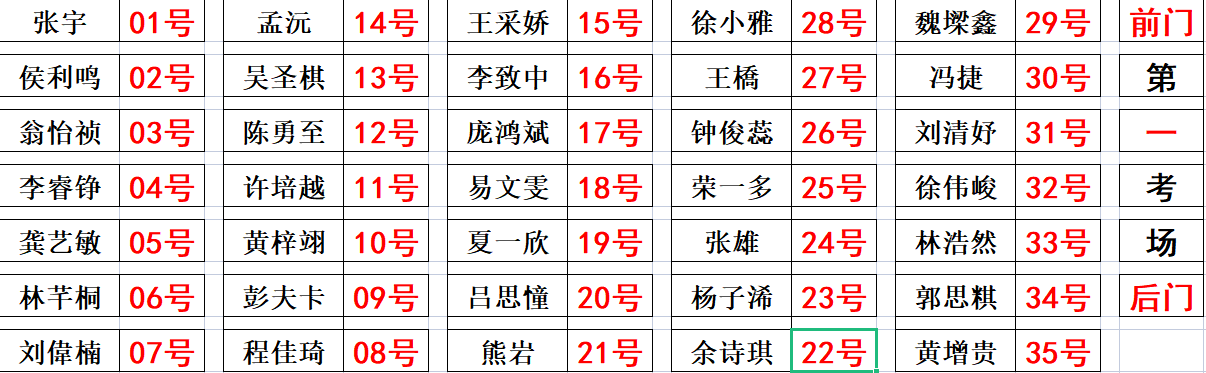 张宇 01号 孟沅 14号 王采娇 15号 徐小雅 28号 魏墚鑫 29号 前门
侯利鸣 02号 吴圣棋 13号 李致中 16号 王橋 27号 冯捷 30号 第
翁怡祯 03号 陈勇至 12号 庞鸿斌 17号 钟俊蕊 26号 刘清妤 31号 一
李睿铮 04号 许培越 11号 易文雯 18号 荣一多 25号 徐伟峻 32号 考
龚艺敏 05号 黄梓翊 10号 夏一欣 19号 张雄 24号 林浩然 33号 场
林芊桐 06号 彭夫卡 09号 吕思憧 20号 杨子浠 23号 郭思粸 34号 后门
刘偉楠 07号 程佳琦 08号 熊岩 21号 余诗琪 22号 黄增贵 35号